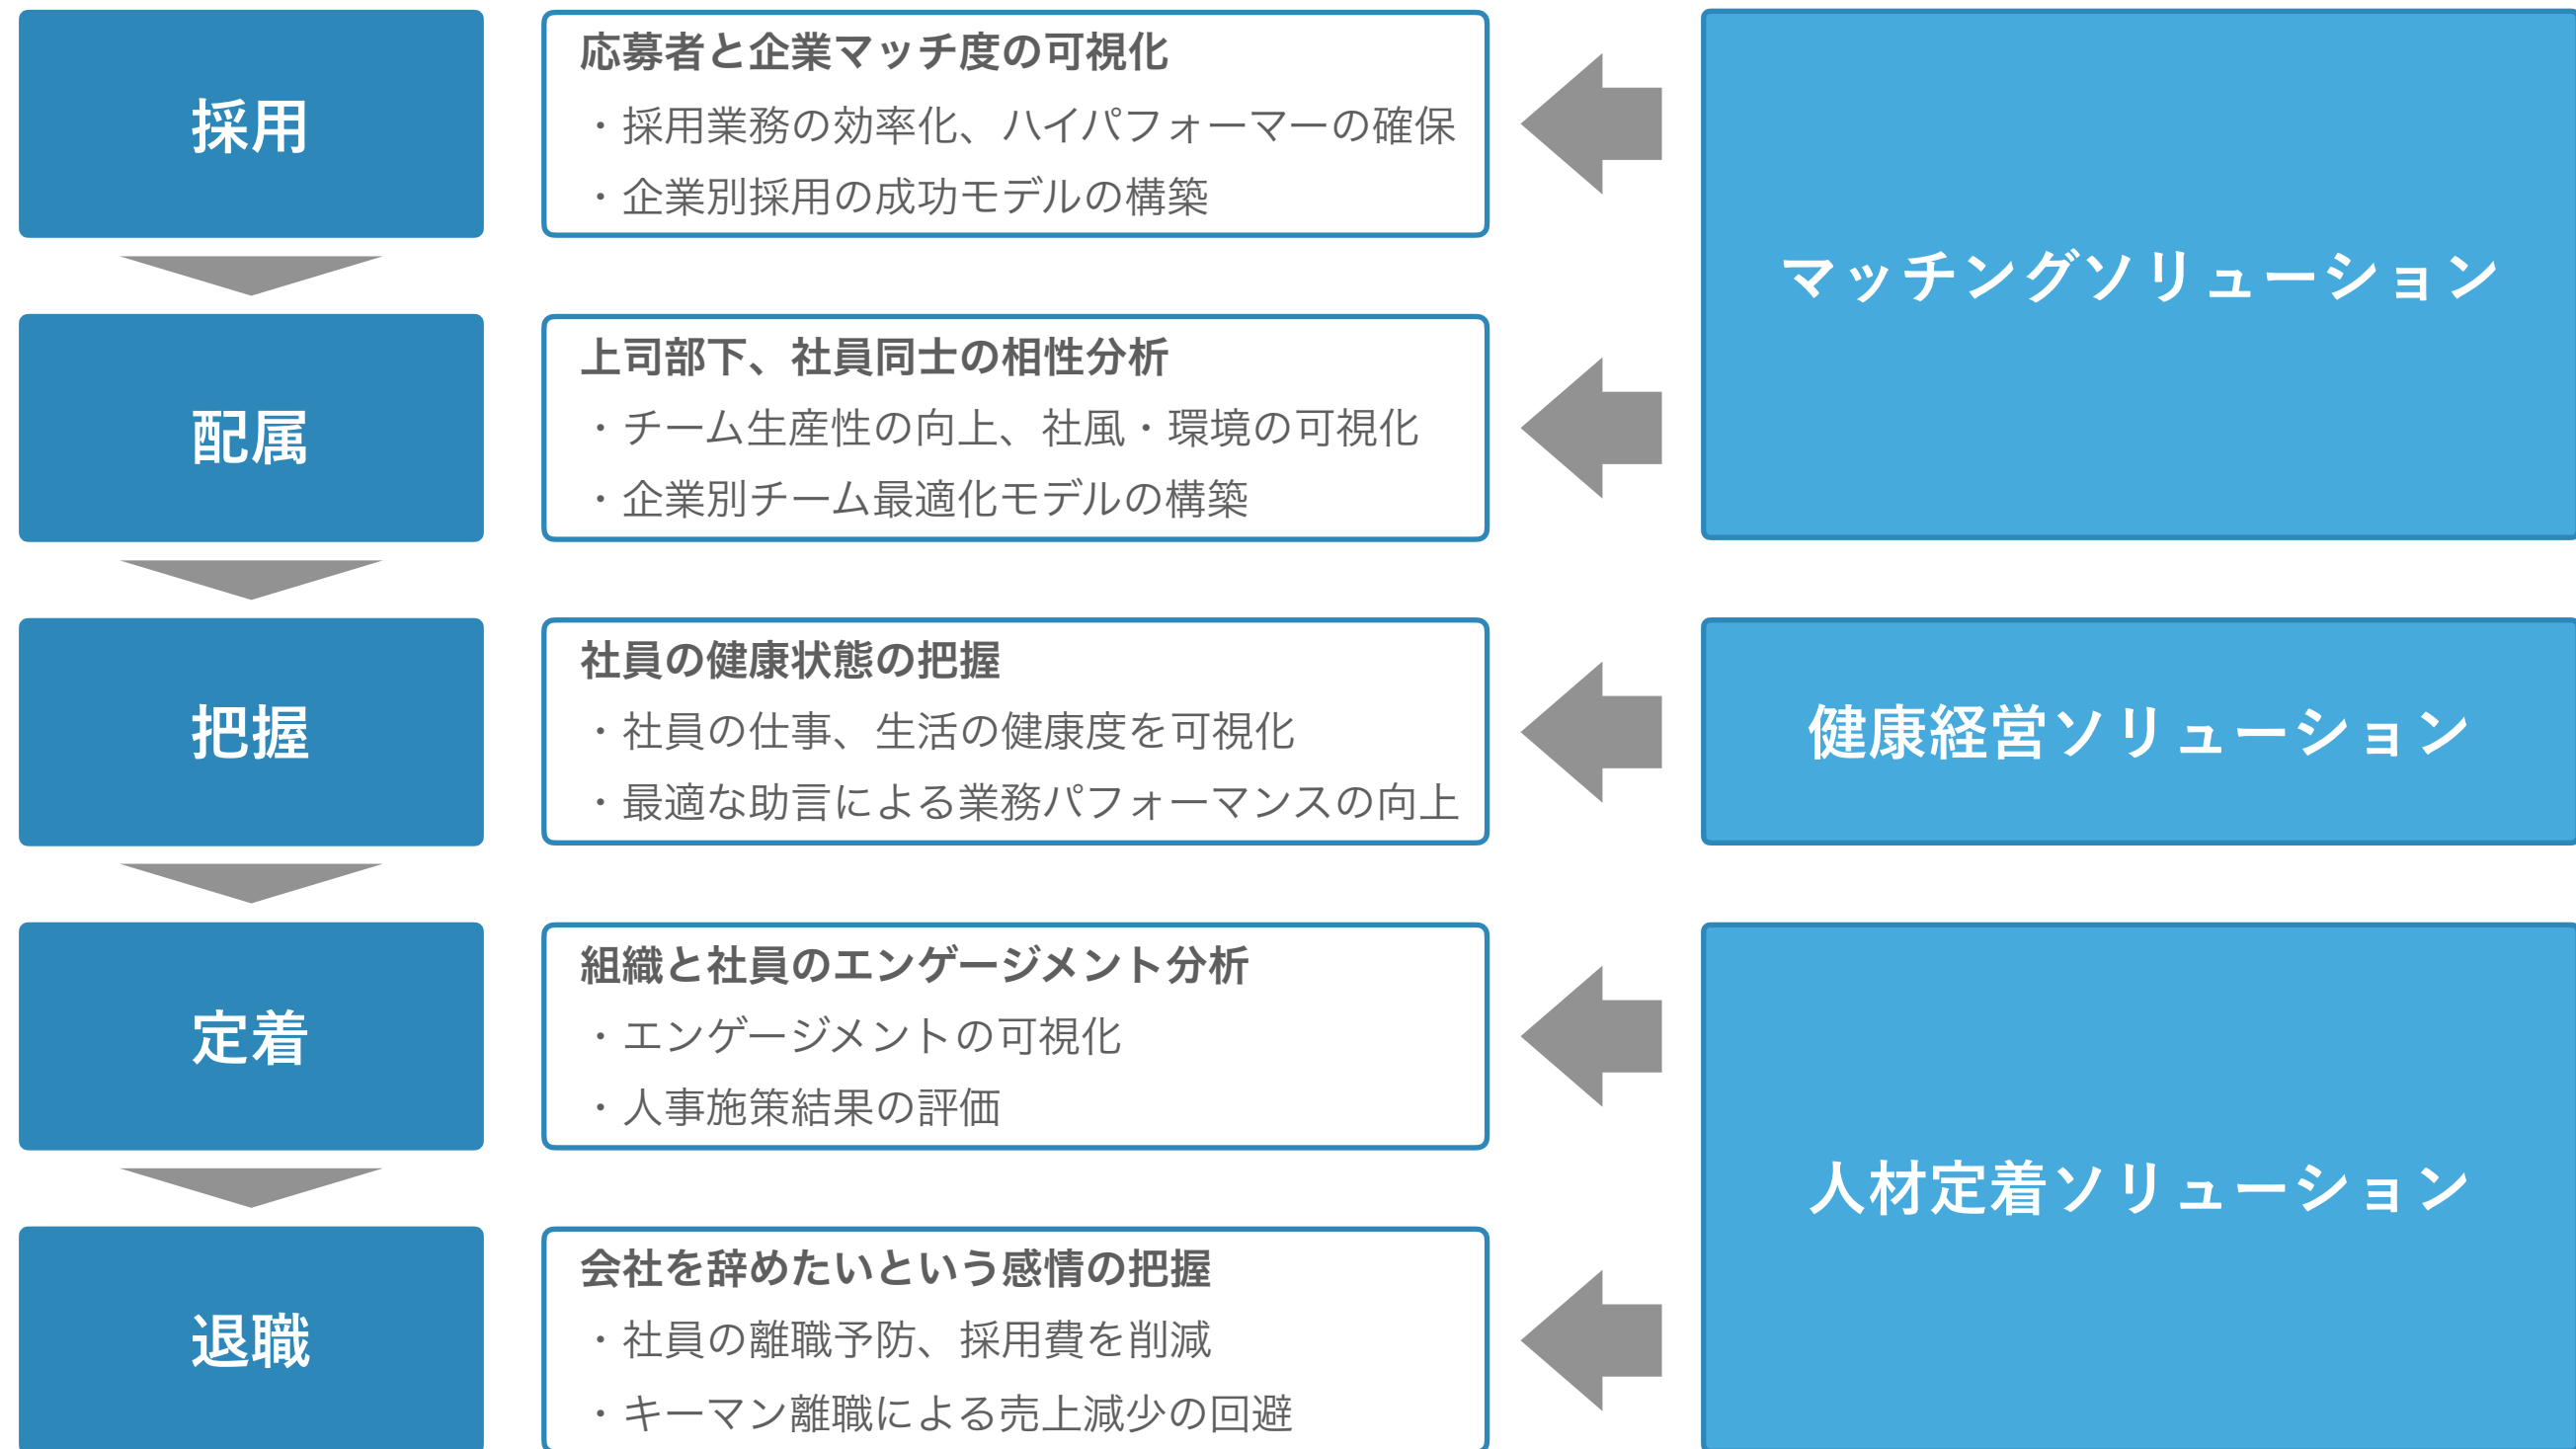 採用
応募者と企業マッチ度の可視化
・採用業務の効率化、ハイパフォーマーの確保
・企業別採用の成功モデルの構築
マッチングソリューション
配属
上司部下、社員同士の相性分析
・チーム生産性の向上、社風・環境の可視化
・企業別チーム最適化モデルの構築
把握
社員の健康状態の把握
・社員の仕事、生活の健康度を可視化
・最適な助言による業務パフォーマンスの向上
健康経営ソリューション
定着
組織と社員のエンゲージメント分析
・エンゲージメントの可視化
・人事施策結果の評価
人材定着ソリューション
退職
会社を辞めたいという感情の把握
・社員の離職予防、採用費を削減
・キーマン離職による売上減少の回避